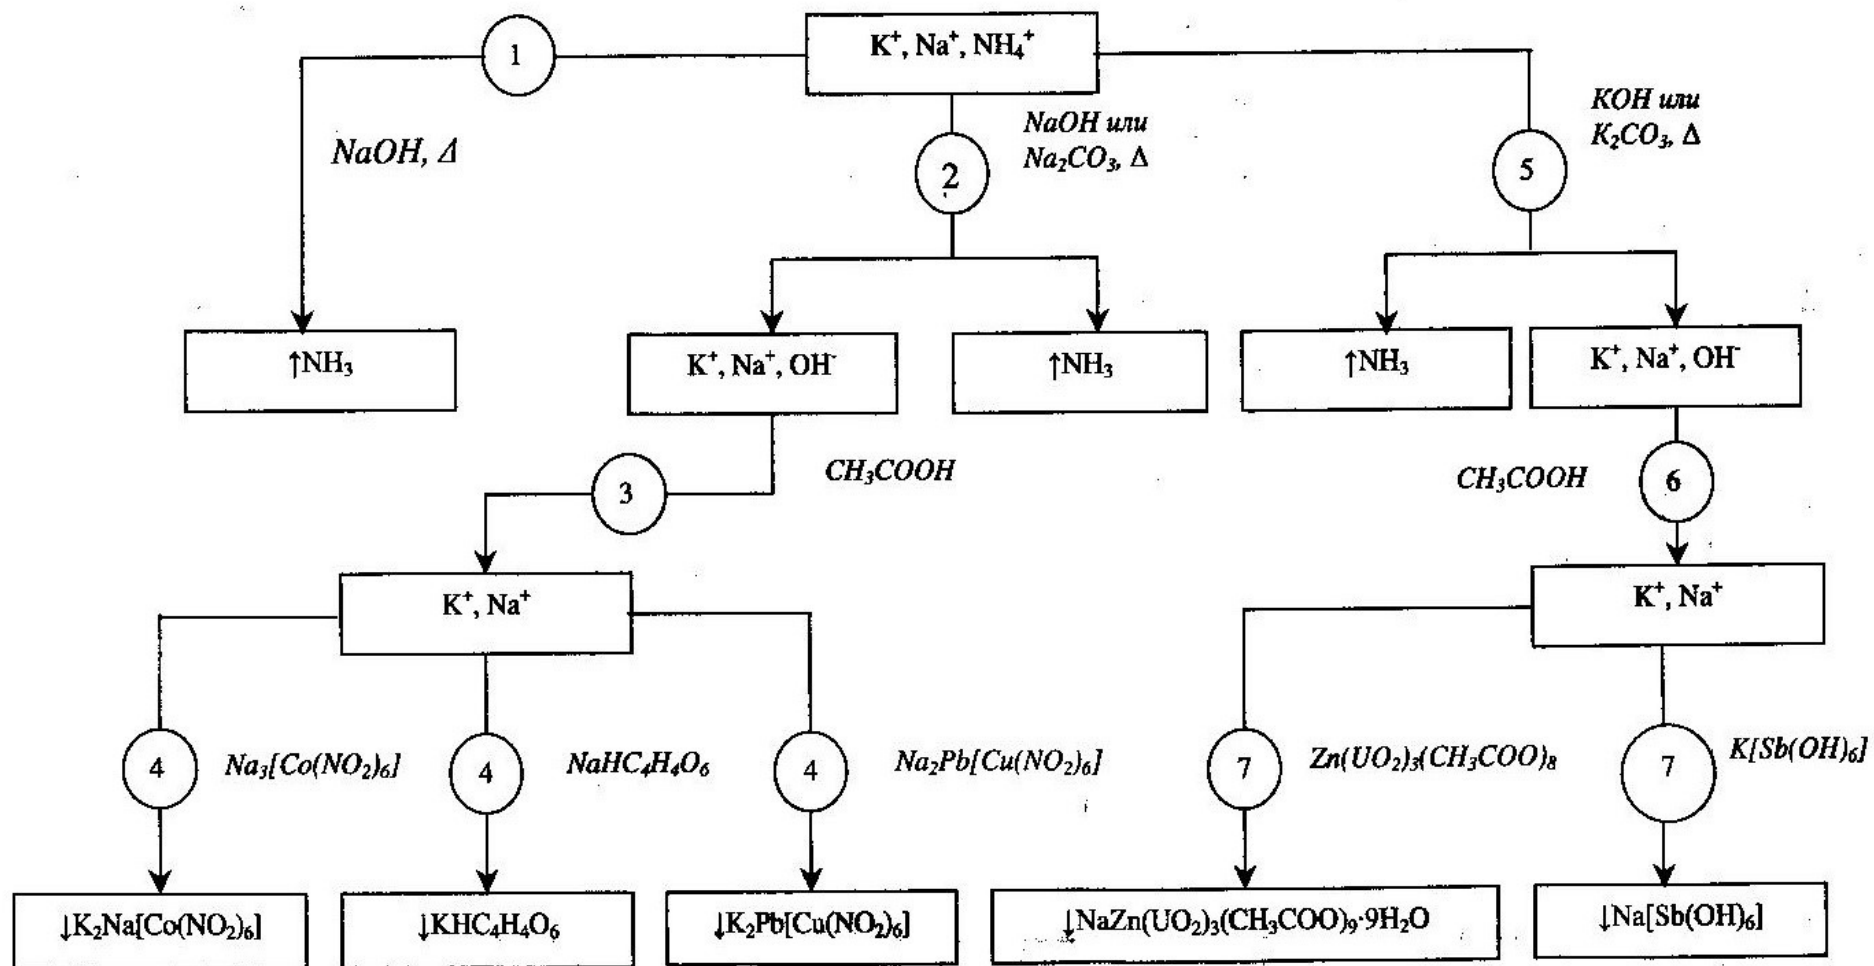 K⁺, Na⁺, NH₄⁺
1
NaOH, Δ
NaOH или
Na₂CO₃, Δ
2
KOH или
K₂CO₃, Δ
5
↑NH₃
K⁺, Na⁺, OH⁻
↑NH₃
↑NH₃
K⁺, Na⁺, OH⁻
3
CH₃COOH
CH₃COOH
6
K⁺, Na⁺
K⁺, Na⁺
4
Na₃[Co(NO₂)₆]
4
NaHC₄H₄O₆
4
Na₂Pb[Cu(NO₂)₆]
7
Zn(UO₂)₃(CH₃COO)₈
7
K[Sb(OH)₆]
↓K₂Na[Co(NO₂)₆]
↓KHC₄H₄O₆
↓K₂Pb[Cu(NO₂)₆]
↓NaZn(UO₂)₃(CH₃COO)₉·9H₂O
↓Na[Sb(OH)₆]